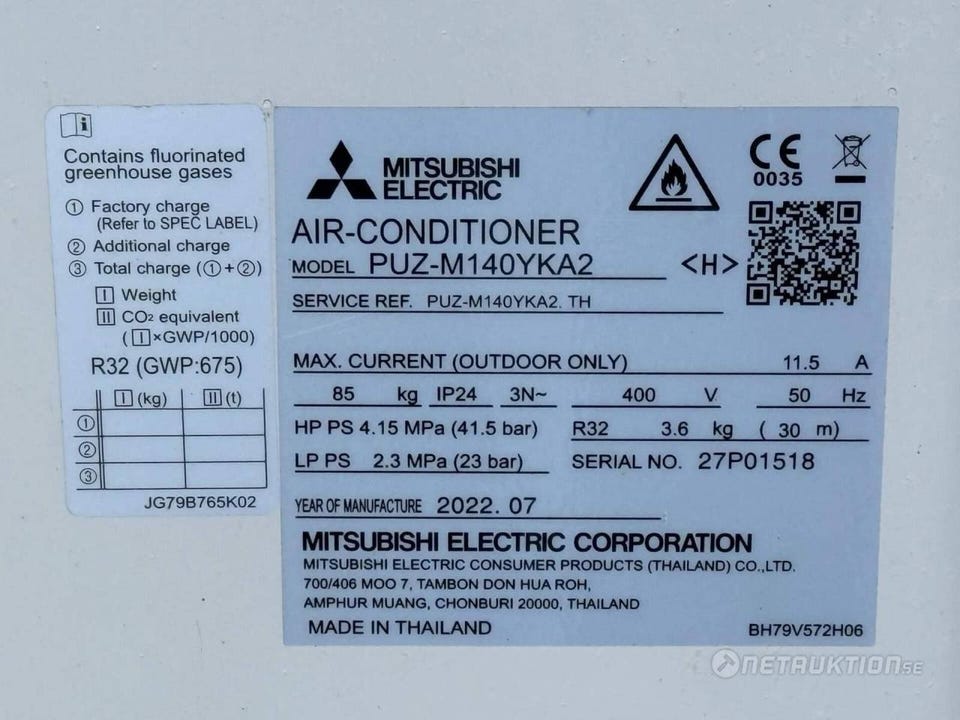 Contains fluorinated
greenhouse gases
① Factory charge
(Refer to SPEC LABEL)
② Additional charge
③ Total charge (①+②)
[I] Weight
[II] CO₂ equivalent
([I]×GWP/1000)
R32 (GWP:675)
[I](kg) [II](t)
①
②
③
JG79B765K02
MITSUBISHI
ELECTRIC
CE
0035
AIR-CONDITIONER
MODEL PUZ-M140YKA2 <H>
SERVICE REF. PUZ-M140YKA2. TH
MAX. CURRENT (OUTDOOR ONLY) 11.5 A
85 kg IP24 3N~ 400 V 50 Hz
HP PS 4.15 MPa (41.5 bar) R32 3.6 kg ( 30 m)
LP PS 2.3 MPa (23 bar) SERIAL NO. 27P01518
YEAR OF MANUFACTURE 2022. 07
MITSUBISHI ELECTRIC CORPORATION
MITSUBISHI ELECTRIC CONSUMER PRODUCTS (THAILAND) CO.,LTD.
700/406 MOO 7, TAMBON DON HUA ROH,
AMPHUR MUANG, CHONBURI 20000, THAILAND
MADE IN THAILAND BH79V572H06
NETAUKTION.SE